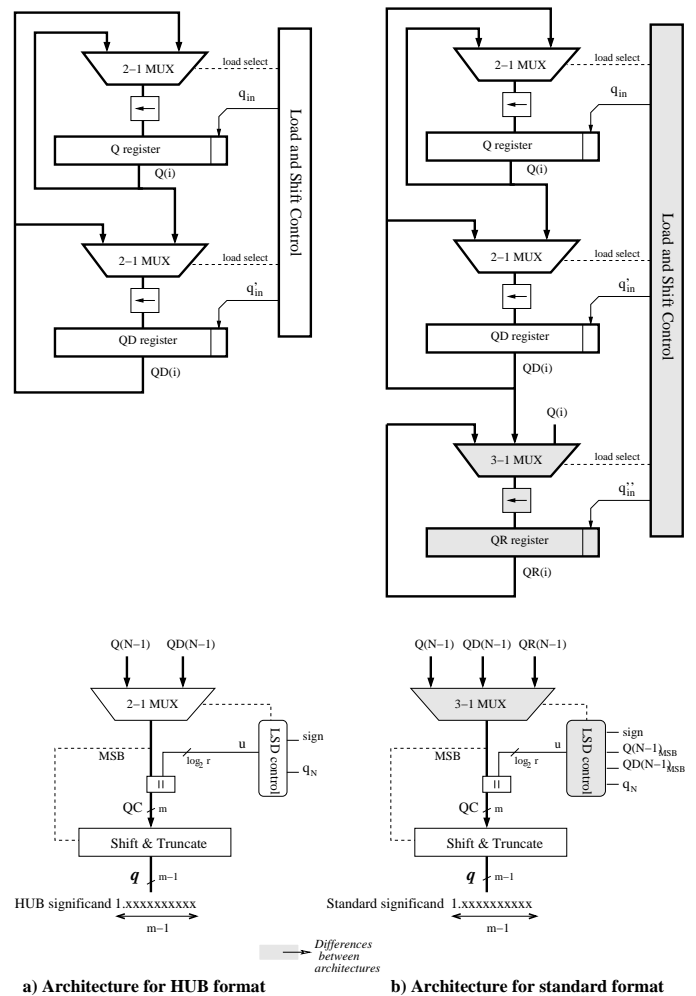 2−1 MUX
load select
q in
Q register
Q(i)
2−1 MUX
load select
q' in
QD register
QD(i)
Load and Shift Control
2−1 MUX
load select
q in
Q register
Q(i)
2−1 MUX
load select
q' in
QD register
QD(i)
Q(i)
3−1 MUX
load select
q'' in
QR register
QR(i)
Load and Shift Control
Q(N−1) QD(N−1)
2−1 MUX
MSB
log2 r
u
LSD control
sign
qN
=
QC m
Shift & Truncate
q m−1
HUB significand 1.xxxxxxxxxx
m−1
Q(N−1) QD(N−1) QR(N−1)
3−1 MUX
MSB
log2 r
u
LSD control
sign
Q(N−1)MSB
QD(N−1)MSB
qN
=
QC m
Shift & Truncate
q m−1
Standard significand 1.xxxxxxxxxx
m−1
Differences
between
architectures
a) Architecture for HUB format
b) Architecture for standard format